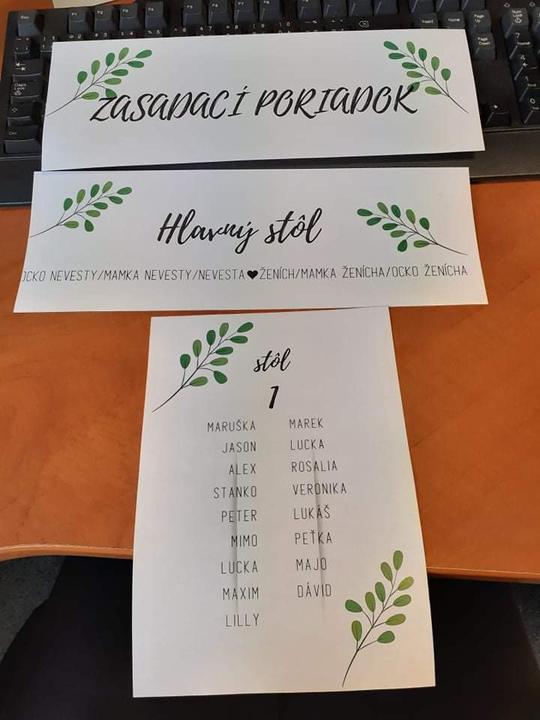 ZASADACÍ PORIADOK
Hlavný stôl
OCKO NEVESTY/MAMKA NEVESTY/NEVESTA♥ŽENÍCH/MAMKA ŽENÍCHA/OCKO ŽENÍCHA
stôl
1
MARUŠKA MAREK
JASON LUCKA
ALEX ROSALIA
STANKO VERONIKA
PETER LUKÁŠ
MIMO PEŤKA
LUCKA MAJO
MAXIM DÁVID
LILLY